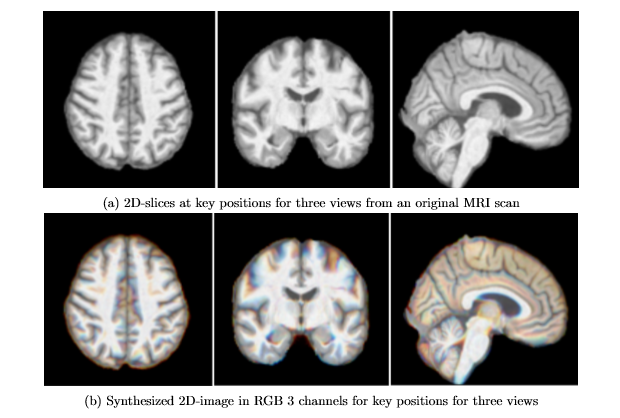 (a) 2D-slices at key positions for three views from an original MRI scan
(b) Synthesized 2D-image in RGB 3 channels for key positions for three views